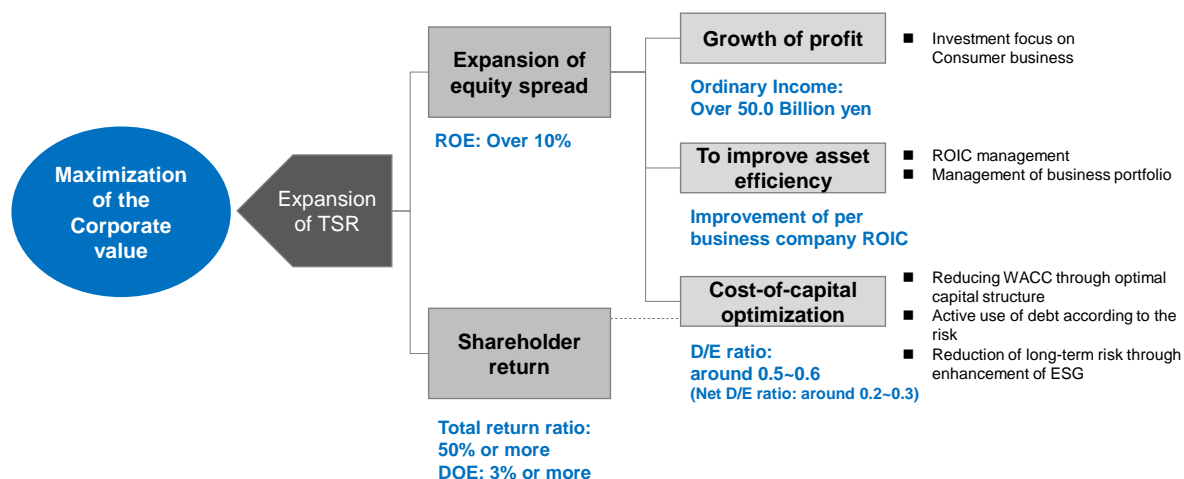 Maximization
of the
Corporate
value
Expansion
of TSR
Expansion of
equity spread
ROE: Over 10%
Shareholder
return
Total return ratio:
50% or more
DOE: 3% or more
Growth of profit
Ordinary Income:
Over 50.0 Billion yen
■ Investment focus on
Consumer business
To improve asset
efficiency
Improvement of per
business company ROIC
■ ROIC management
■ Management of business portfolio
Cost-of-capital
optimization
D/E ratio:
around 0.5~0.6
(Net D/E ratio: around 0.2~0.3)
■ Reducing WACC through optimal
capital structure
■ Active use of debt according to the
risk
■ Reduction of long-term risk through
enhancement of ESG